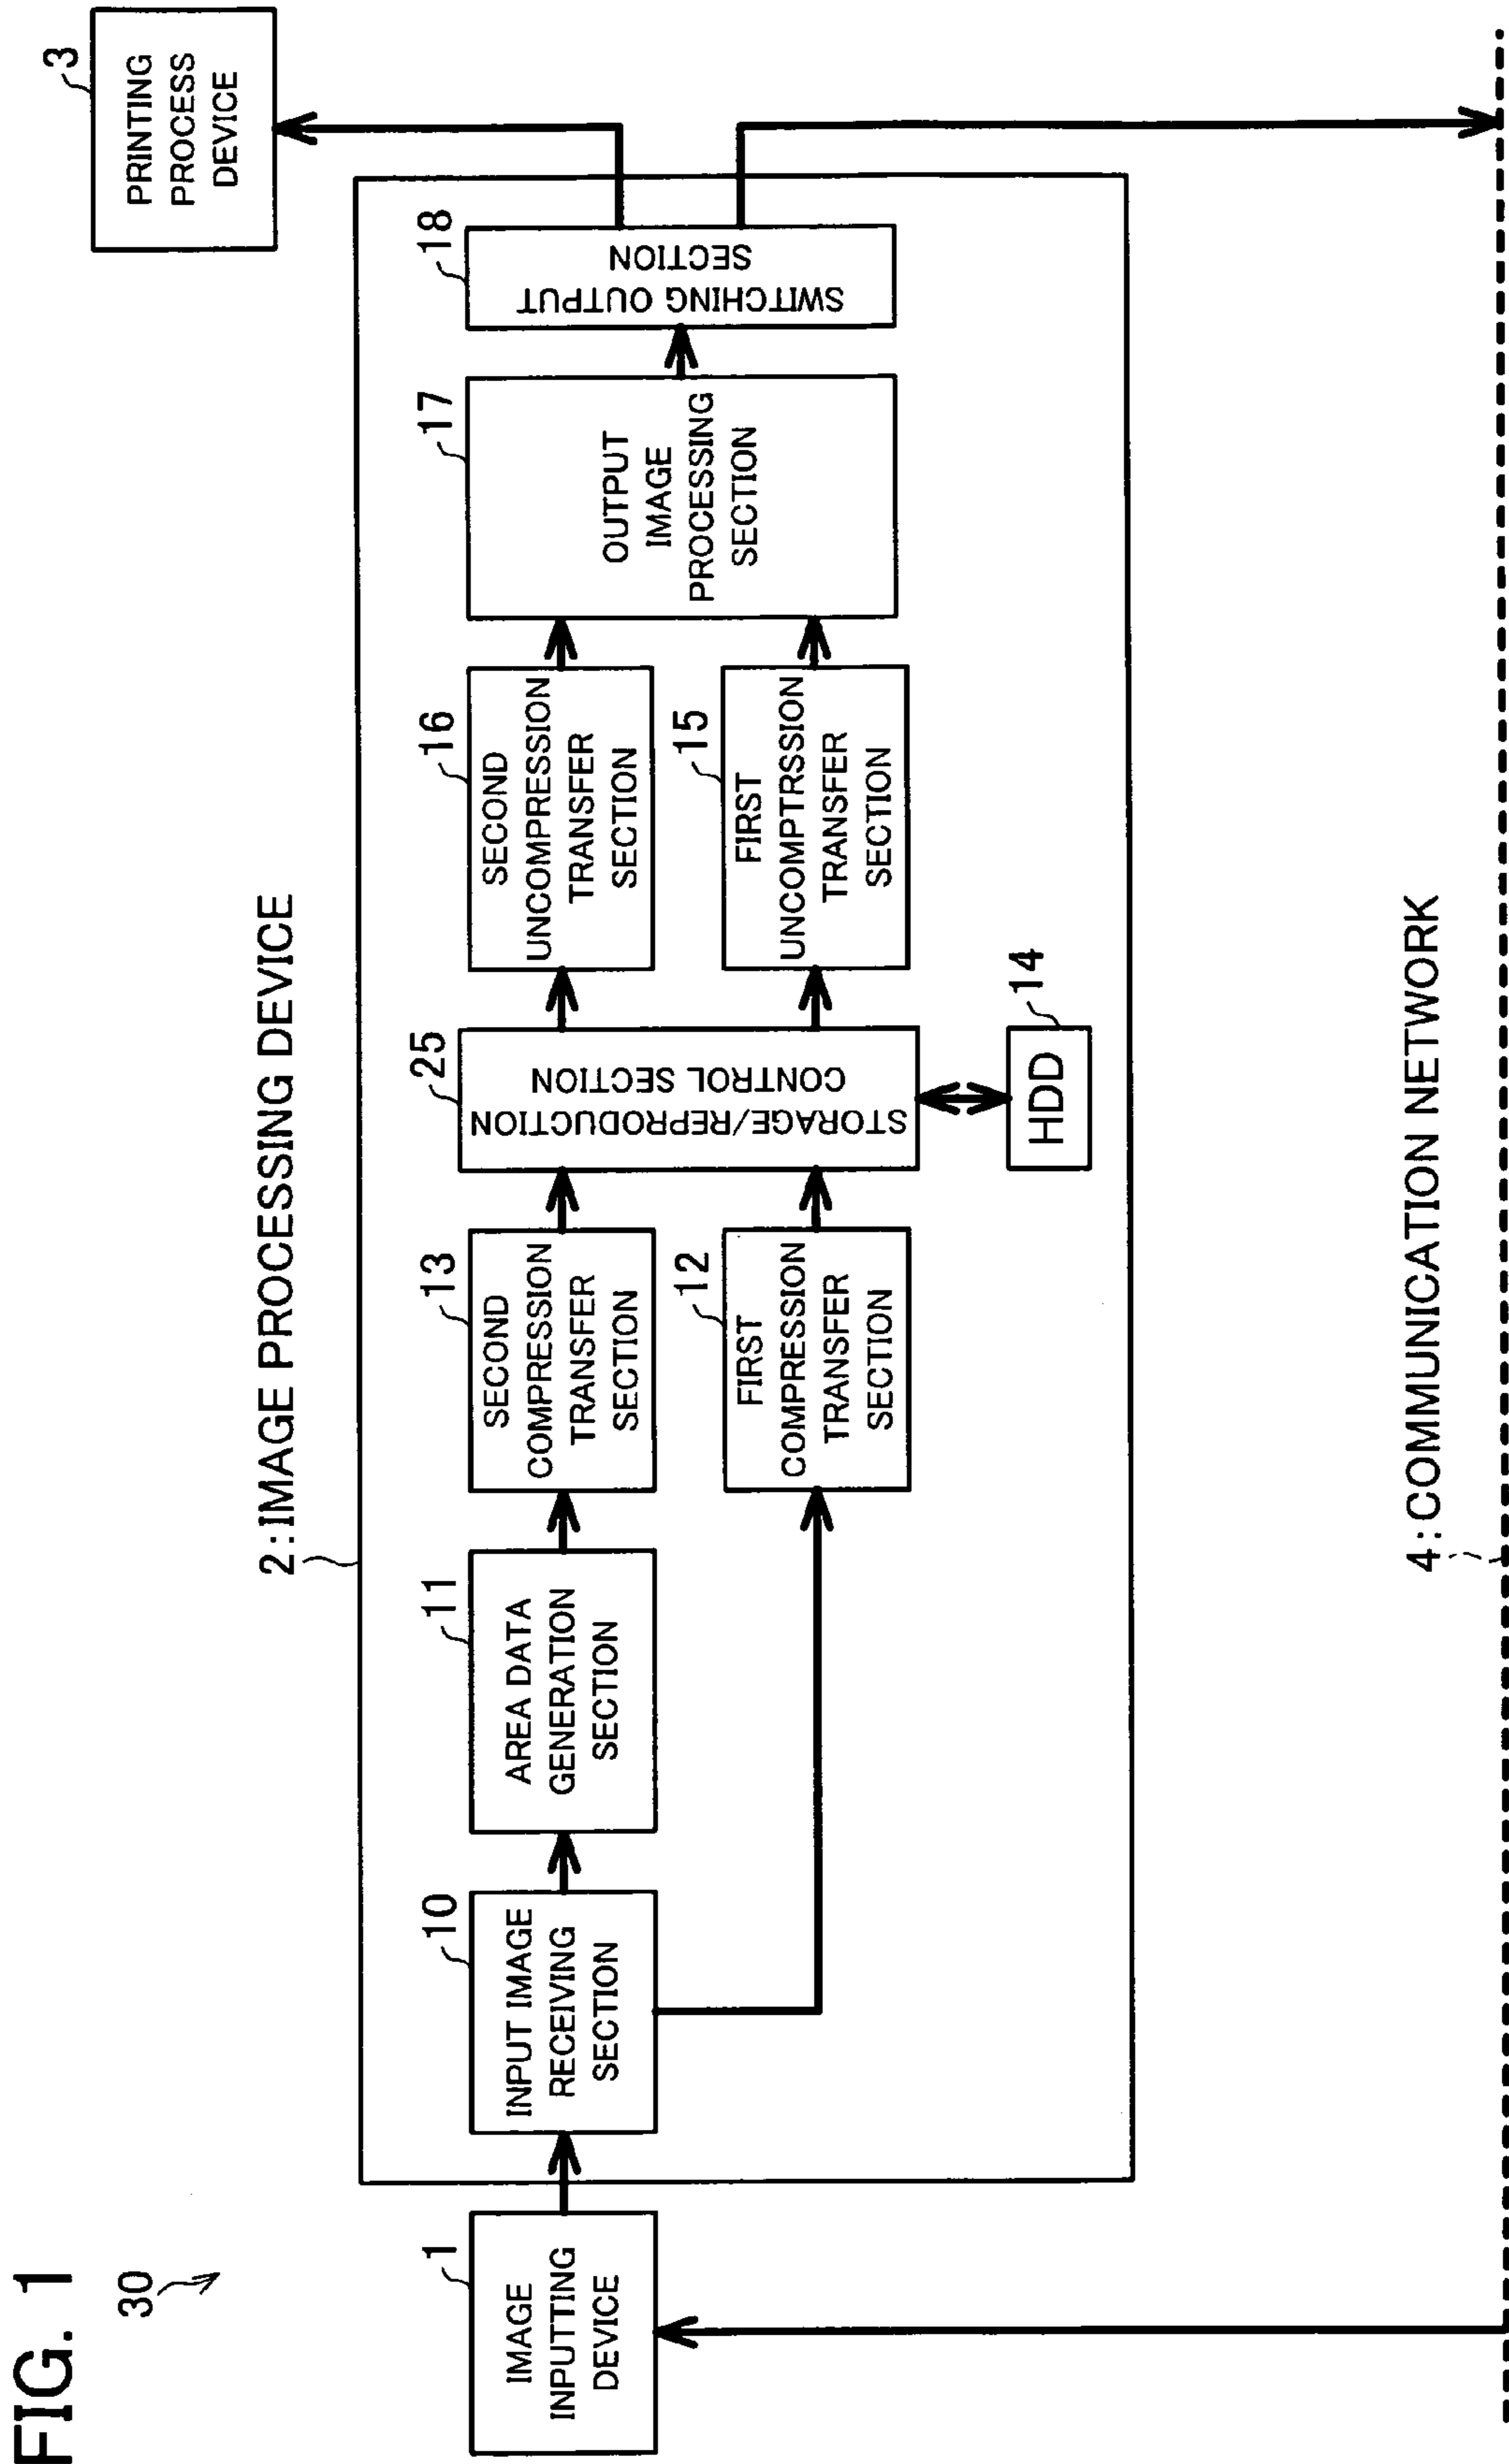 FIG. 1
30
1
IMAGE
INPUTTING
DEVICE
2:IMAGE PROCESSING DEVICE
10
INPUT IMAGE
RECEIVING
SECTION
11
AREA DATA
GENERATION
SECTION
13
SECOND
COMPRESSION
TRANSFER
SECTION
12
FIRST
COMPRESSION
TRANSFER
SECTION
25
STORAGE/REPRODUCTION
CONTROL SECTION
14
HDD
16
SECOND
UNCOMPRESSION
TRANSFER
SECTION
15
FIRST
UNCOMPTRSSION
TRANSFER
SECTION
17
OUTPUT
IMAGE
PROCESSING
SECTION
18
SWITCHING OUTPUT
SECTION
3
PRINTING
PROCESS
DEVICE
4:COMMUNICATION NETWORK